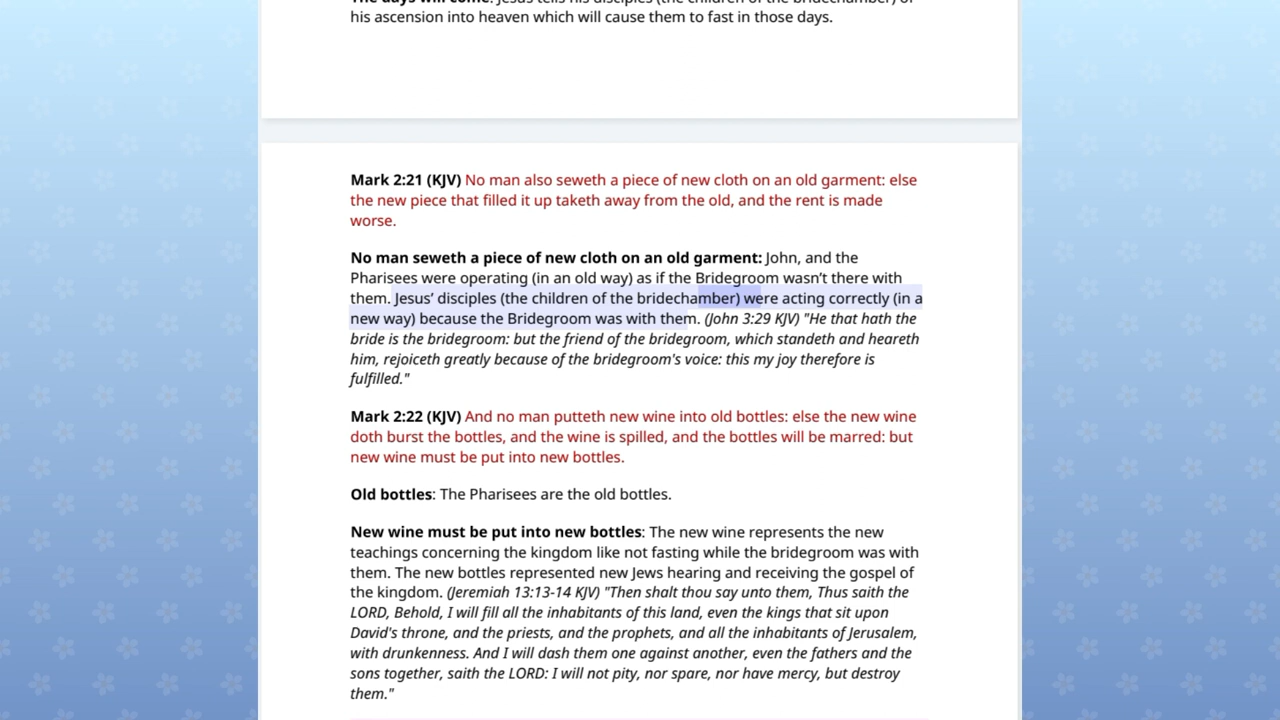 his ascension into heaven which will cause them to fast in those days.
Mark 2:21 (KJV) No man also seweth a piece of new cloth on an old garment: else
the new piece that filled it up taketh away from the old, and the rent is made
worse.
No man seweth a piece of new cloth on an old garment: John, and the
Pharisees were operating (in an old way) as if the Bridegroom wasn’t there with
them. Jesus’ disciples (the children of the bridechamber) were acting correctly (in a
new way) because the Bridegroom was with them. (John 3:29 KJV) "He that hath the
bride is the bridegroom: but the friend of the bridegroom, which standeth and heareth
him, rejoiceth greatly because of the bridegroom's voice: this my joy therefore is
fulfilled."
Mark 2:22 (KJV) And no man putteth new wine into old bottles: else the new wine
doth burst the bottles, and the wine is spilled, and the bottles will be marred: but
new wine must be put into new bottles.
Old bottles: The Pharisees are the old bottles.
New wine must be put into new bottles: The new wine represents the new
teachings concerning the kingdom like not fasting while the bridegroom was with
them. The new bottles represented new Jews hearing and receiving the gospel of
the kingdom. (Jeremiah 13:13-14 KJV) "Then shalt thou say unto them, Thus saith the
LORD, Behold, I will fill all the inhabitants of this land, even the kings that sit upon
David's throne, and the priests, and the prophets, and all the inhabitants of Jerusalem,
with drunkenness. And I will dash them one against another, even the fathers and the
sons together, saith the LORD: I will not pity, nor spare, nor have mercy, but destroy
them."